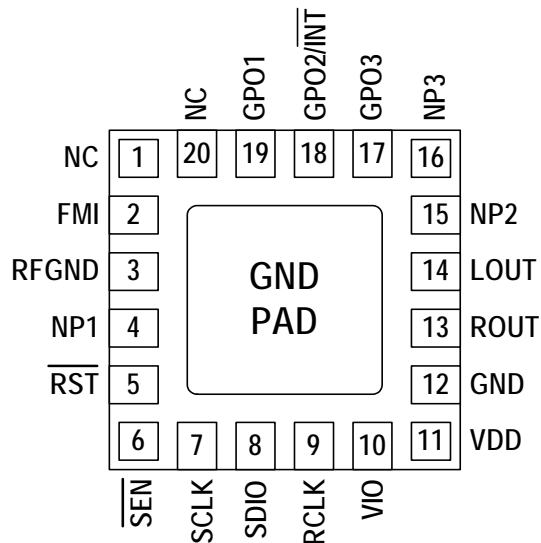 NC
GPO1
GPO2/INT
GPO3
NP3
NC 1 20 19 18 17 16
FMI 2 15 NP2
RFGND 3 14 LOUT
GND
PAD
NP1 4 13 ROUT
RST 5 12 GND
6 7 8 9 10 11 VDD
SEN
SCLK
SDIO
RCLK
VIO